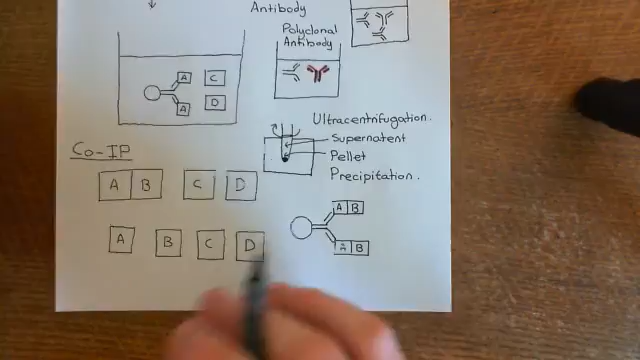 Antibody
Polyclonal
Antibody
A
C
A
D
Ultracentrifugation.
Supernatent
Pellet
Precipitation.
Co-IP
A B C D
A B
A B C D
A B